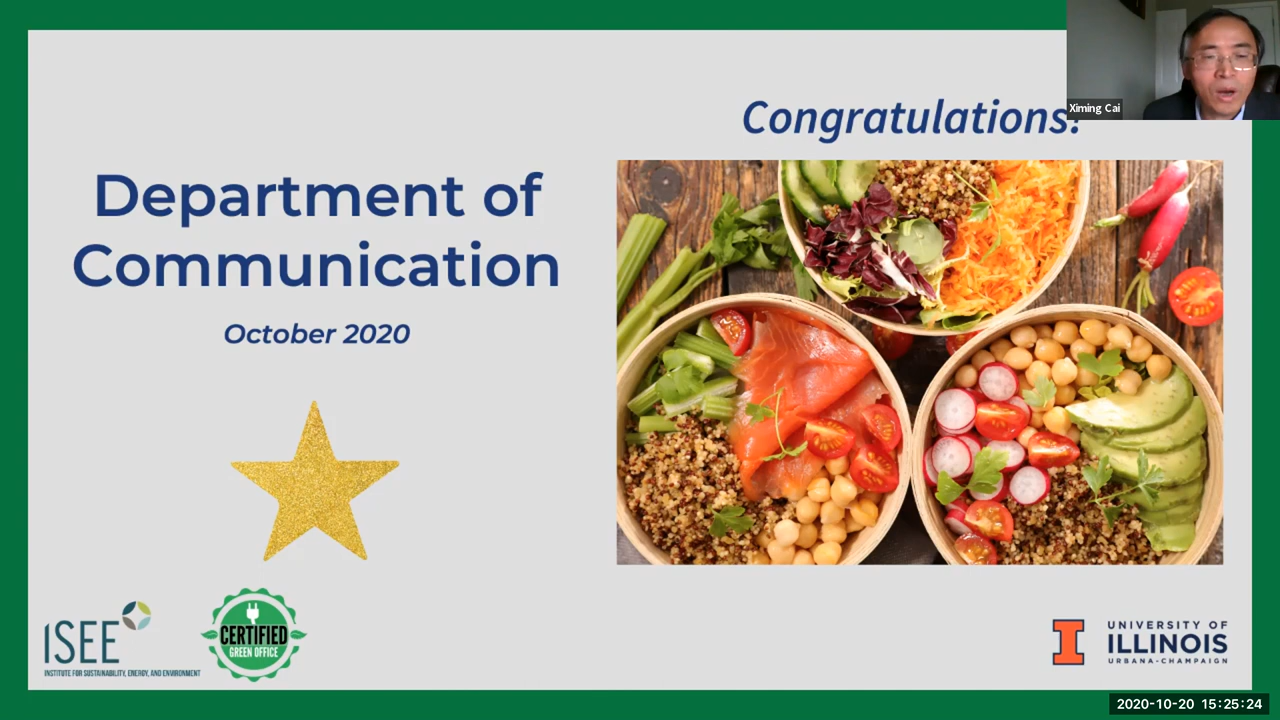 Ximing Cai
Congratulations!
Department of
Communication
October 2020
ISEE
INSTITUTE FOR SUSTAINABILITY, ENERGY, AND ENVIRONMENT
CERTIFIED
GREEN OFFICE
I
UNIVERSITY OF
ILLINOIS
URBANA-CHAMPAIGN
2020-10-20 15:25:24